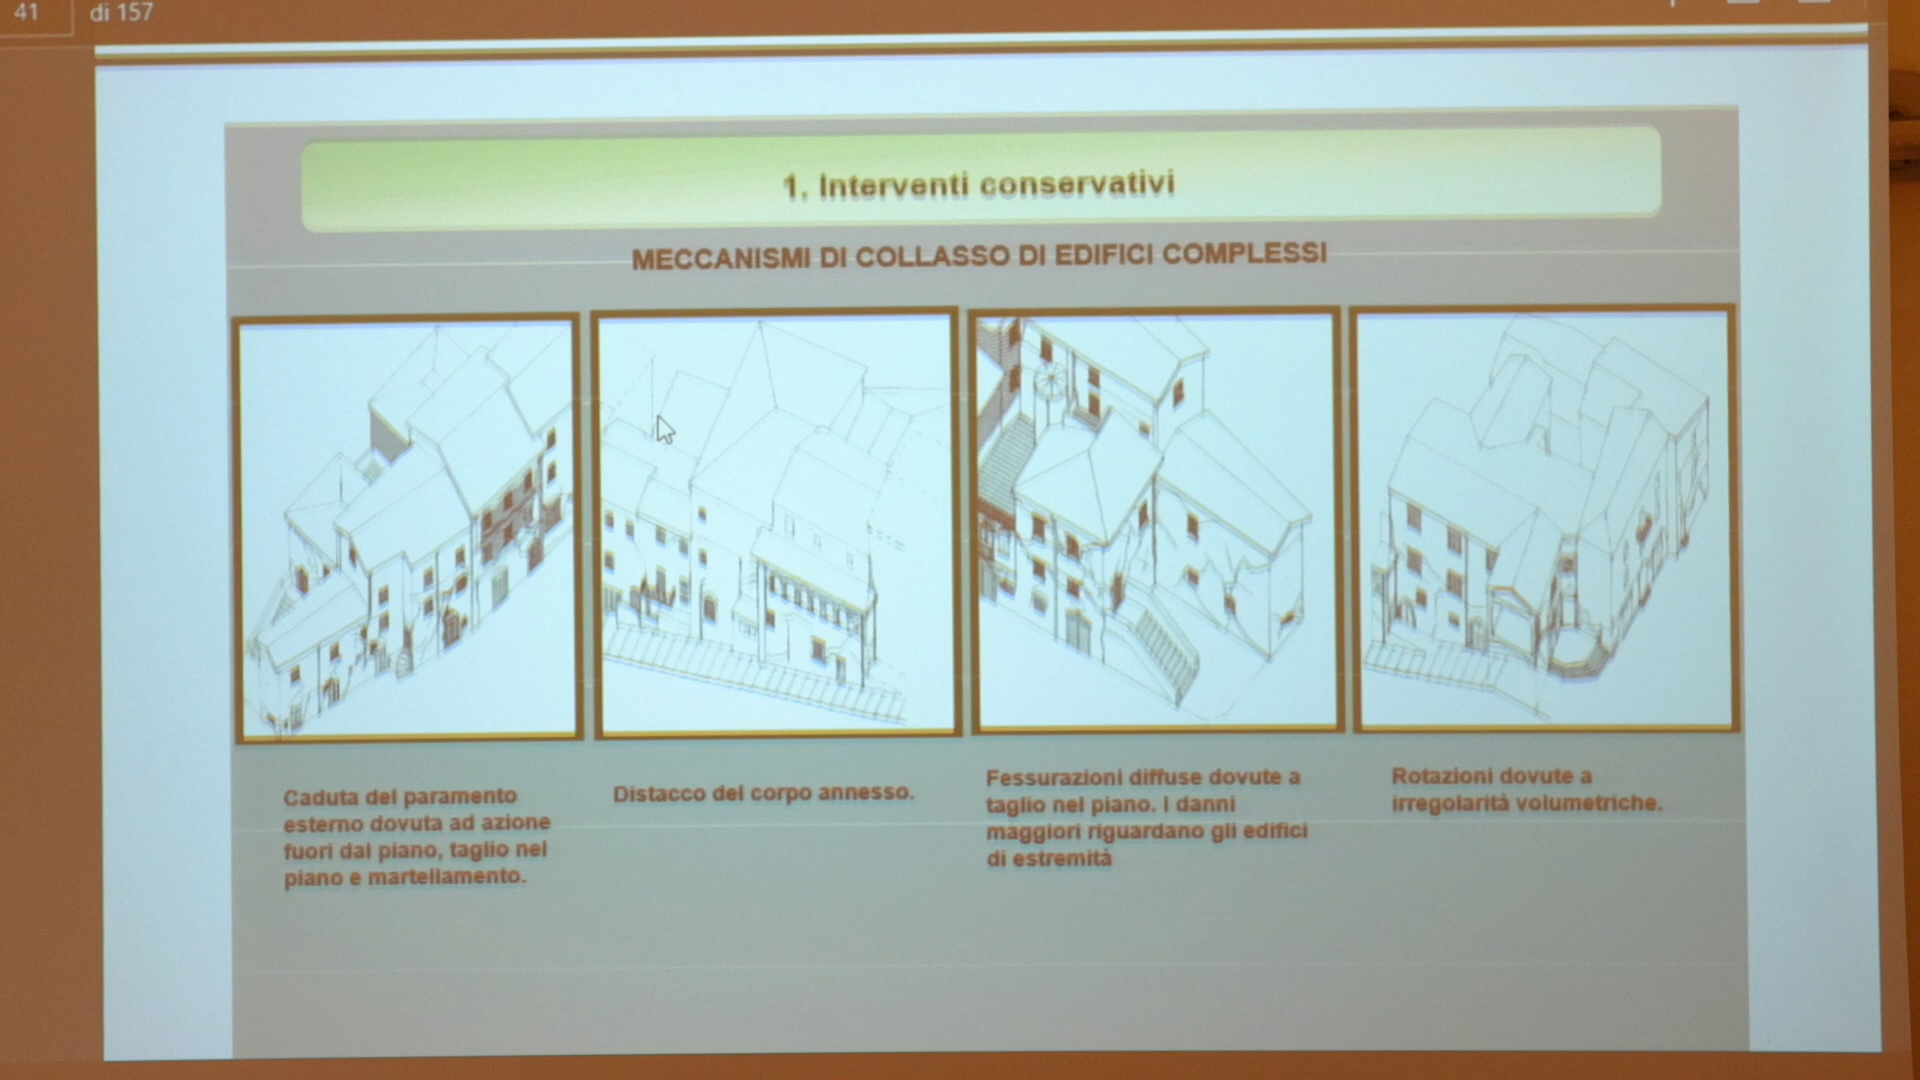 41 di 157
1. Interventi conservativi
MECCANISMI DI COLLASSO DI EDIFICI COMPLESSI
Caduta del paramento
esterno dovuta ad azione
fuori dal piano, taglio nel
piano e martellamento.
Distacco del corpo annesso.
Fessurazioni diffuse dovute a
taglio nel piano. I danni
maggiori riguardano gli edifici
di estremità
Rotazioni dovute a
irregolarità volumetriche.